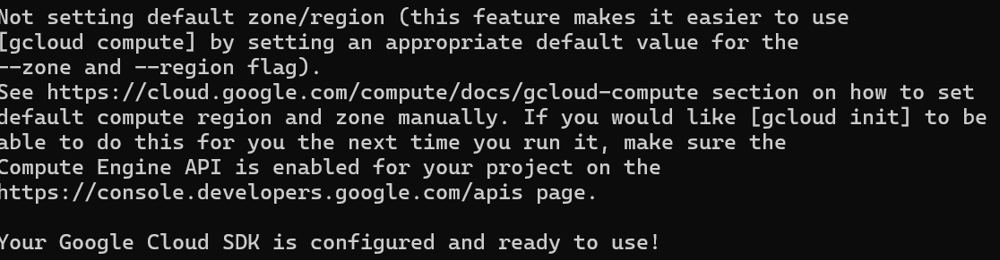 Not setting default zone/region (this feature makes it easier to use
[gcloud compute] by setting an appropriate default value for the
--zone and --region flag).
See https://cloud.google.com/compute/docs/gcloud-compute section on how to set
default compute region and zone manually. If you would like [gcloud init] to be
able to do this for you the next time you run it, make sure the
Compute Engine API is enabled for your project on the
https://console.developers.google.com/apis page.

Your Google Cloud SDK is configured and ready to use!